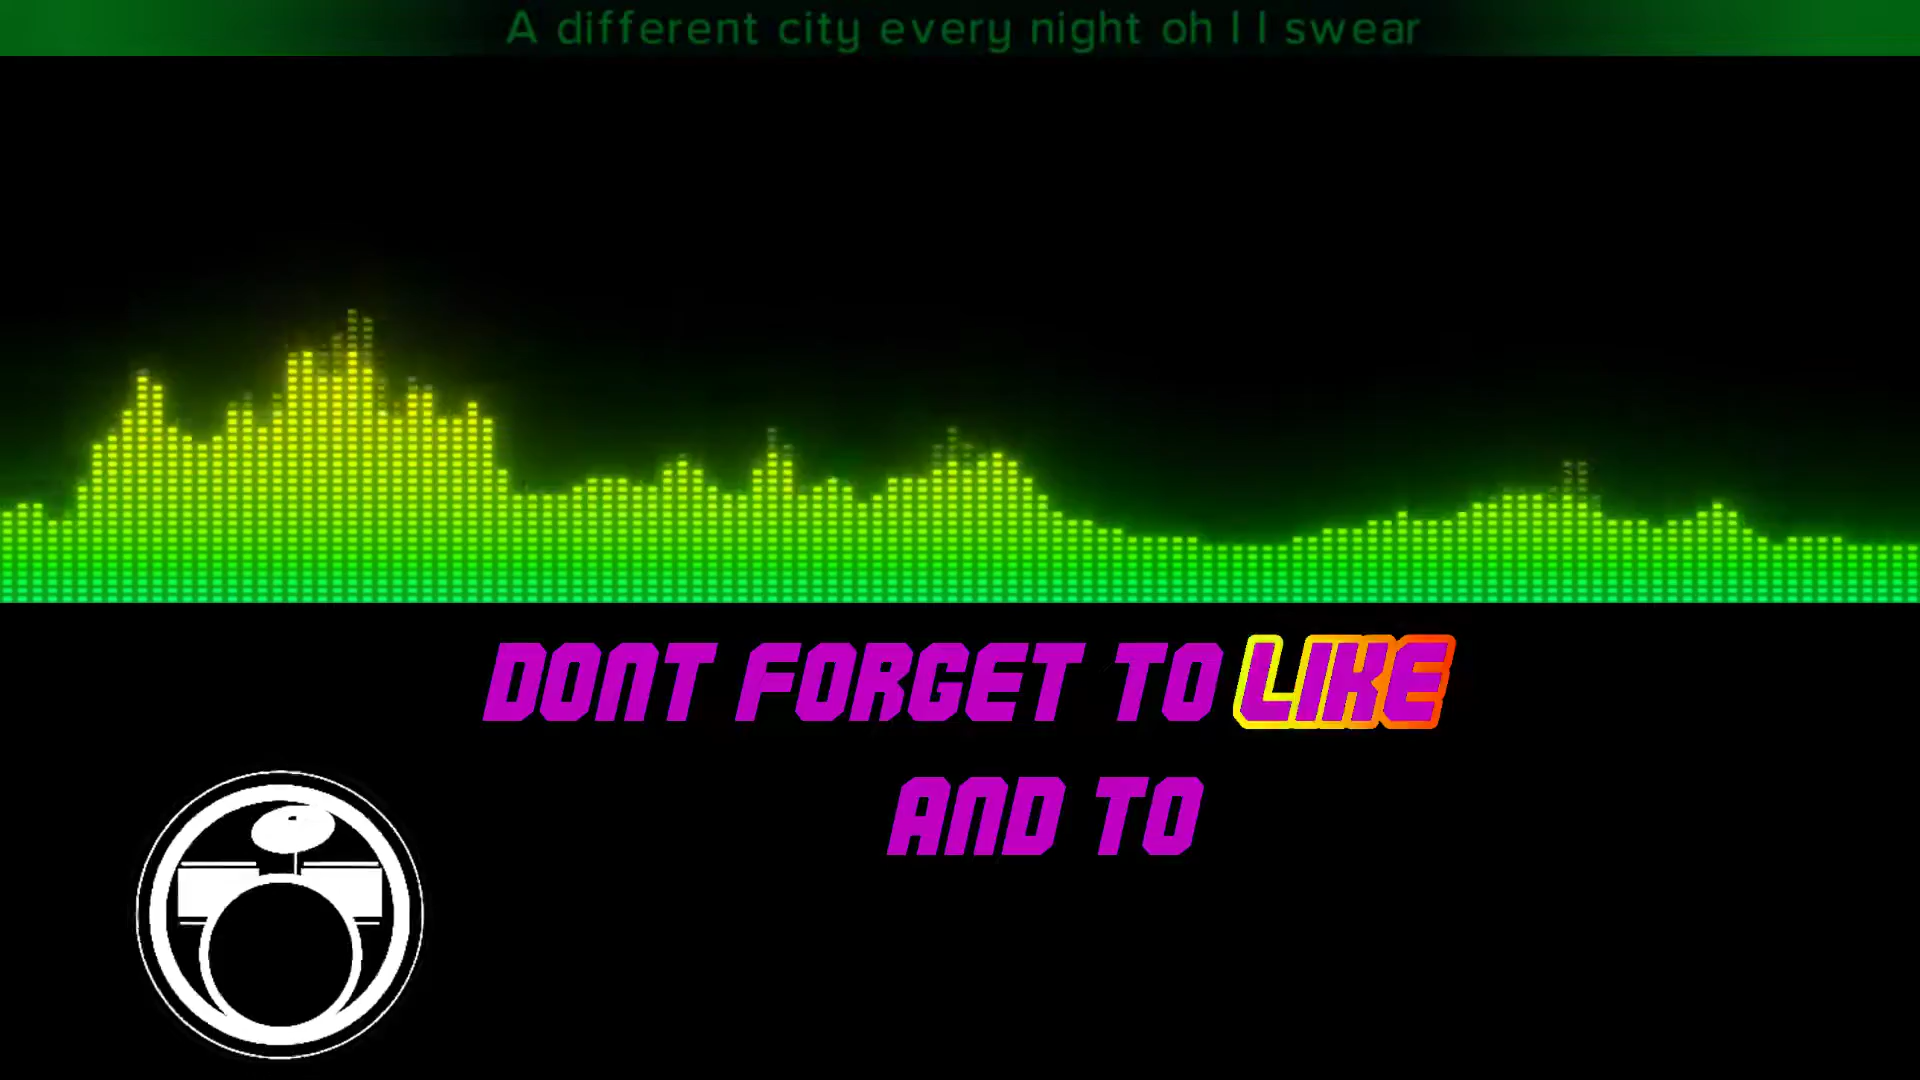 A different city every night oh I I swear
DONT FORGET TO LIKE
AND TO